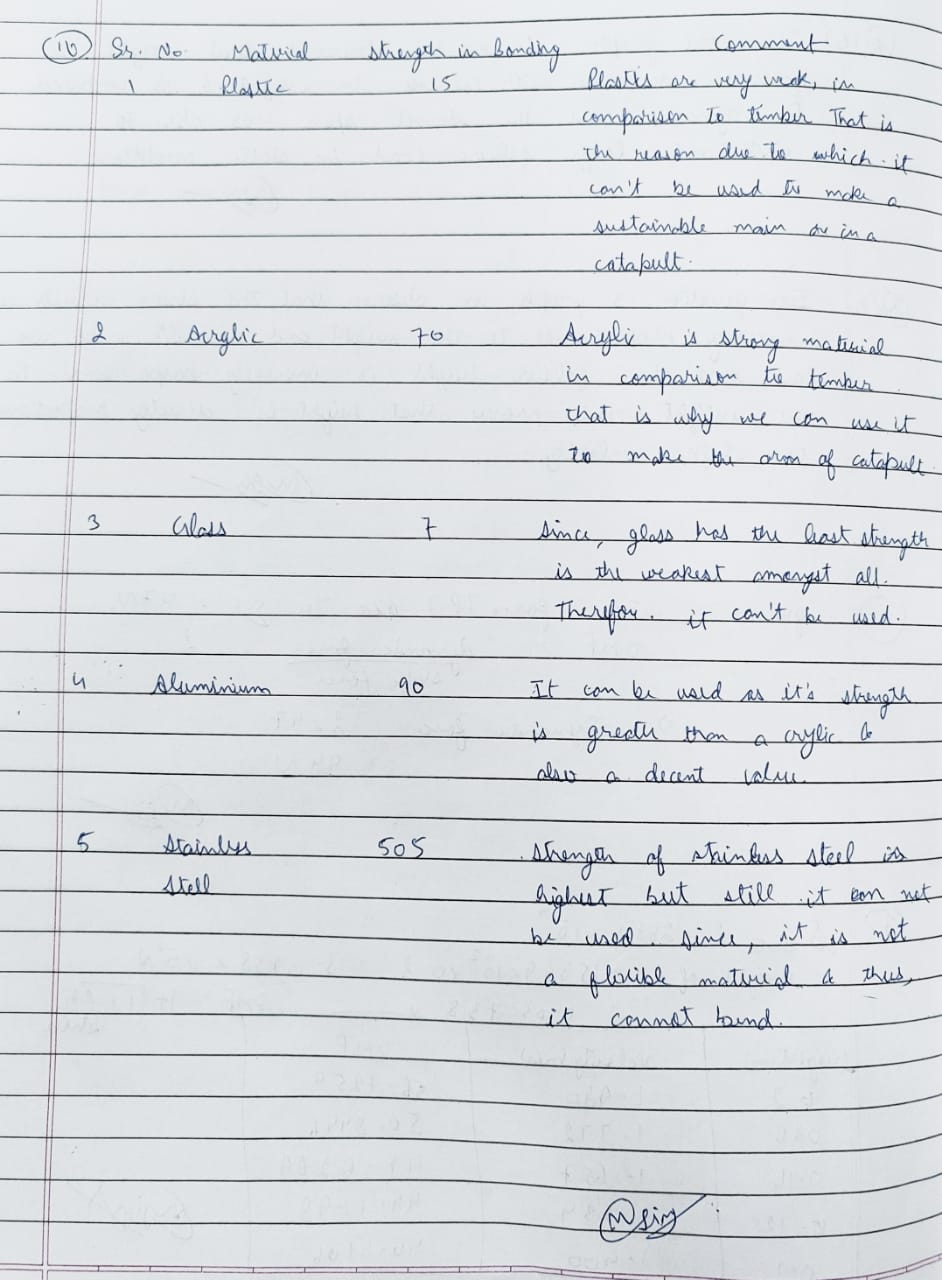 16 Sr. No Material strength in Bending Comment
1 Plastic 15 Plastics are very weak, in
comparison to timber That is
the reason due to which it
can't be used to make a
sustainable main or in a
catapult.
2 Acrylic 70 Acrylic is strong material
in comparison to timber
that is why we can use it
to make the arm of catapult
3 Glass 7 Since, glass has the least strength
is the weakest amongst all.
Therefor. it can't be used.
4 Aluminium 90 It can be used as it's strength
is greater than a crylic &
also a decent value.
5 Stainless 505 Strength of stainless steel is
Stell highest but still it can not
be used. Since, it is not
a flexible material & thus,
it cannot bend.